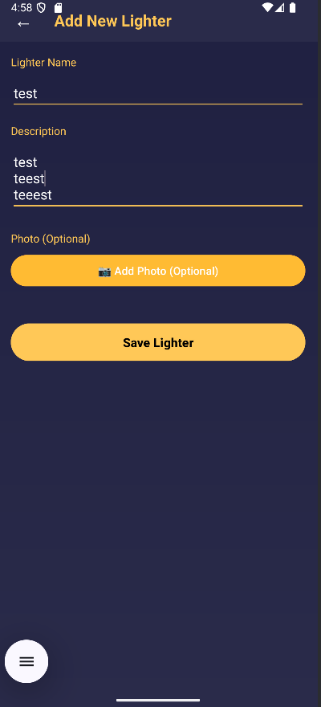 4:58
← Add New Lighter
Lighter Name
test
Description
test
teest
teeest
Photo (Optional)
📷 Add Photo (Optional)
Save Lighter